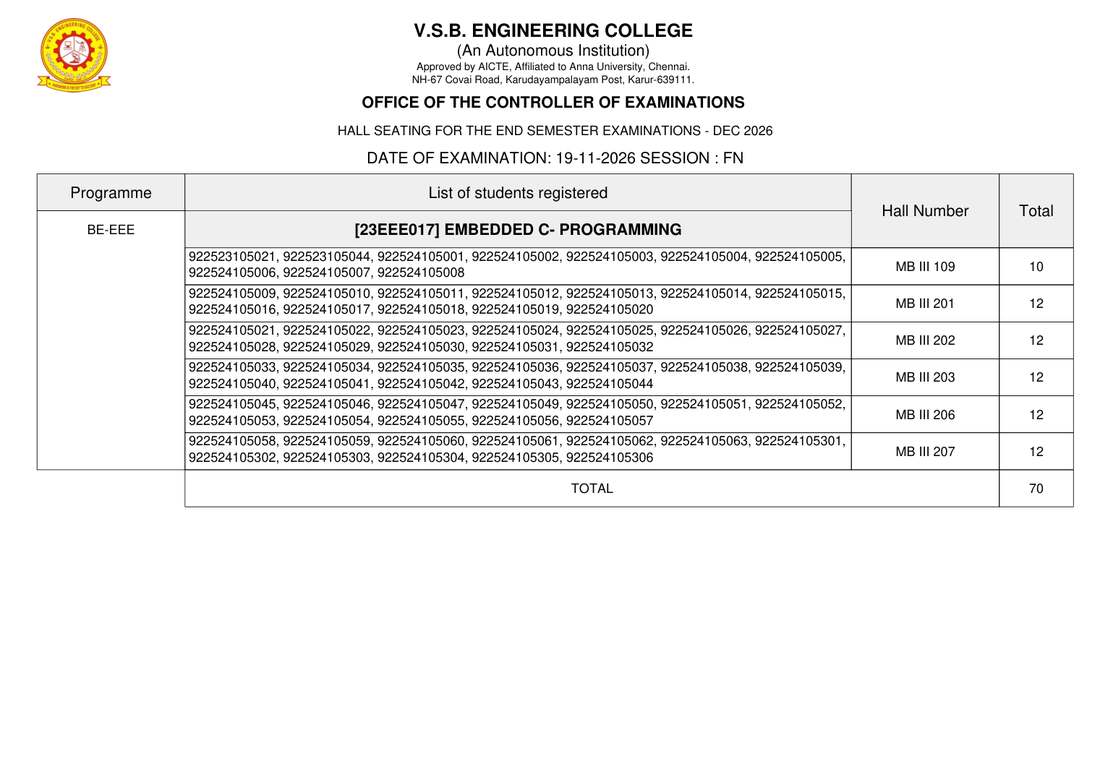 V.S.B. ENGINEERING COLLEGE
(An Autonomous Institution)
Approved by AICTE, Affiliated to Anna University, Chennai.
NH-67 Covai Road, Karudayampalayam Post, Karur-639111.
OFFICE OF THE CONTROLLER OF EXAMINATIONS
HALL SEATING FOR THE END SEMESTER EXAMINATIONS - DEC 2026
DATE OF EXAMINATION: 19-11-2026 SESSION : FN
Programme List of students registered Hall Number Total
BE-EEE [23EEE017] EMBEDDED C- PROGRAMMING
922523105021, 922523105044, 922524105001, 922524105002, 922524105003, 922524105004, 922524105005,
922524105006, 922524105007, 922524105008
MB III 109 10
922524105009, 922524105010, 922524105011, 922524105012, 922524105013, 922524105014, 922524105015,
922524105016, 922524105017, 922524105018, 922524105019, 922524105020
MB III 201 12
922524105021, 922524105022, 922524105023, 922524105024, 922524105025, 922524105026, 922524105027,
922524105028, 922524105029, 922524105030, 922524105031, 922524105032
MB III 202 12
922524105033, 922524105034, 922524105035, 922524105036, 922524105037, 922524105038, 922524105039,
922524105040, 922524105041, 922524105042, 922524105043, 922524105044
MB III 203 12
922524105045, 922524105046, 922524105047, 922524105049, 922524105050, 922524105051, 922524105052,
922524105053, 922524105054, 922524105055, 922524105056, 922524105057
MB III 206 12
922524105058, 922524105059, 922524105060, 922524105061, 922524105062, 922524105063, 922524105301,
922524105302, 922524105303, 922524105304, 922524105305, 922524105306
MB III 207 12
TOTAL 70